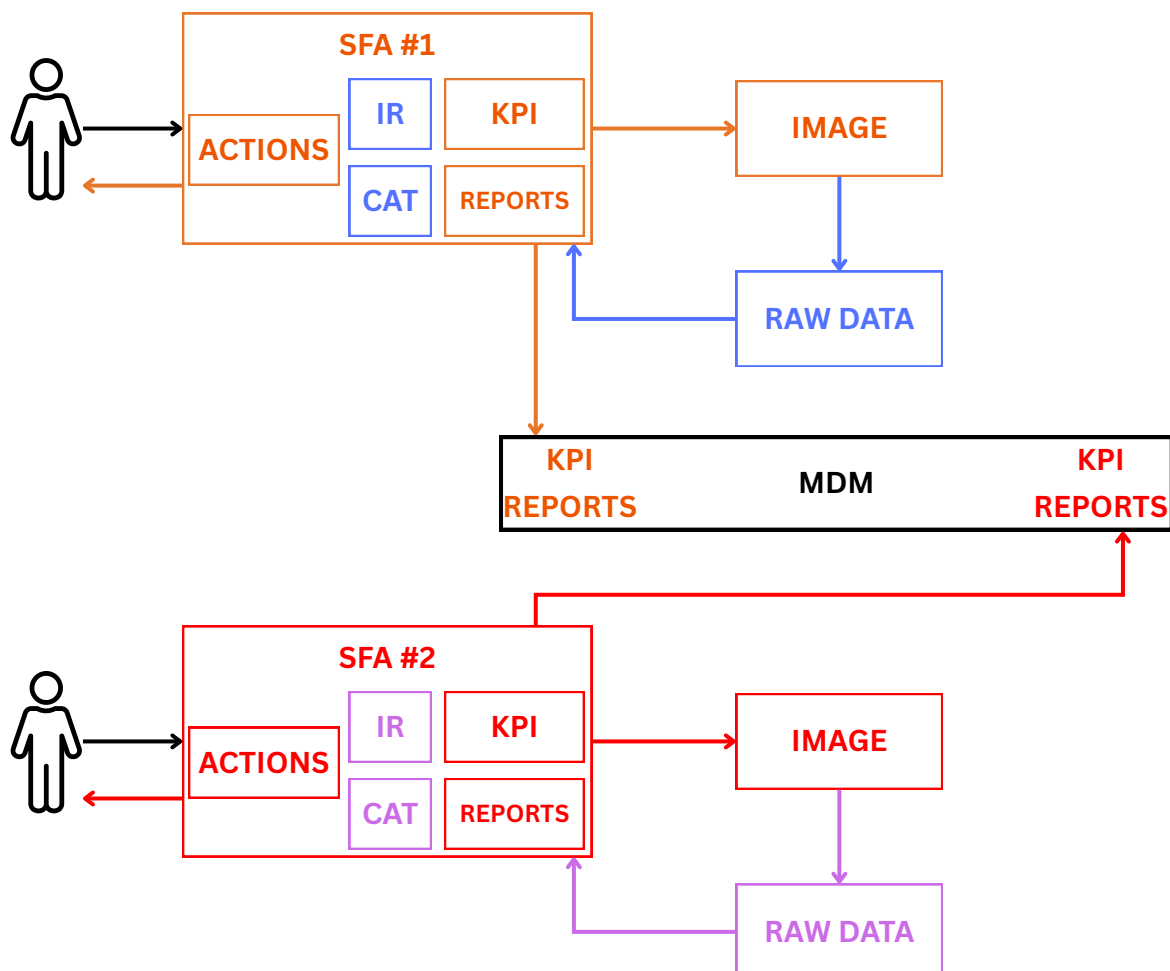 SFA #1
IR
KPI
ACTIONS
CAT
REPORTS
IMAGE
RAW DATA
KPI
REPORTS
MDM
KPI
REPORTS
SFA #2
IR
KPI
ACTIONS
CAT
REPORTS
IMAGE
RAW DATA